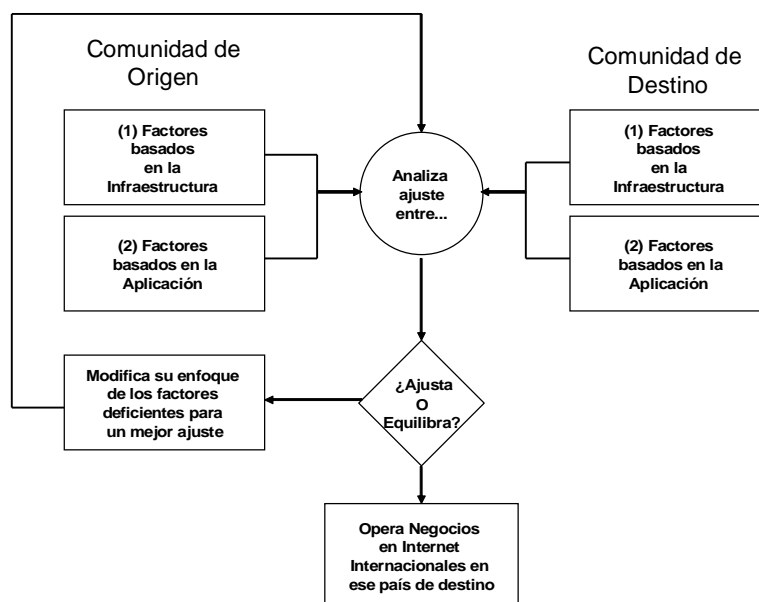 Comunidad de
Origen
(1) Factores
basados
en la
Infraestructura
(2) Factores
basados en la
Aplicación
Analiza
ajuste
entre...
Comunidad de
Destino
(1) Factores
basados
en la
Infraestructura
(2) Factores
basados en la
Aplicación
¿Ajusta
O
Equilibra?
Modifica su enfoque
de los factores
deficientes para
un mejor ajuste
Opera Negocios
en Internet
Internacionales en
ese país de destino